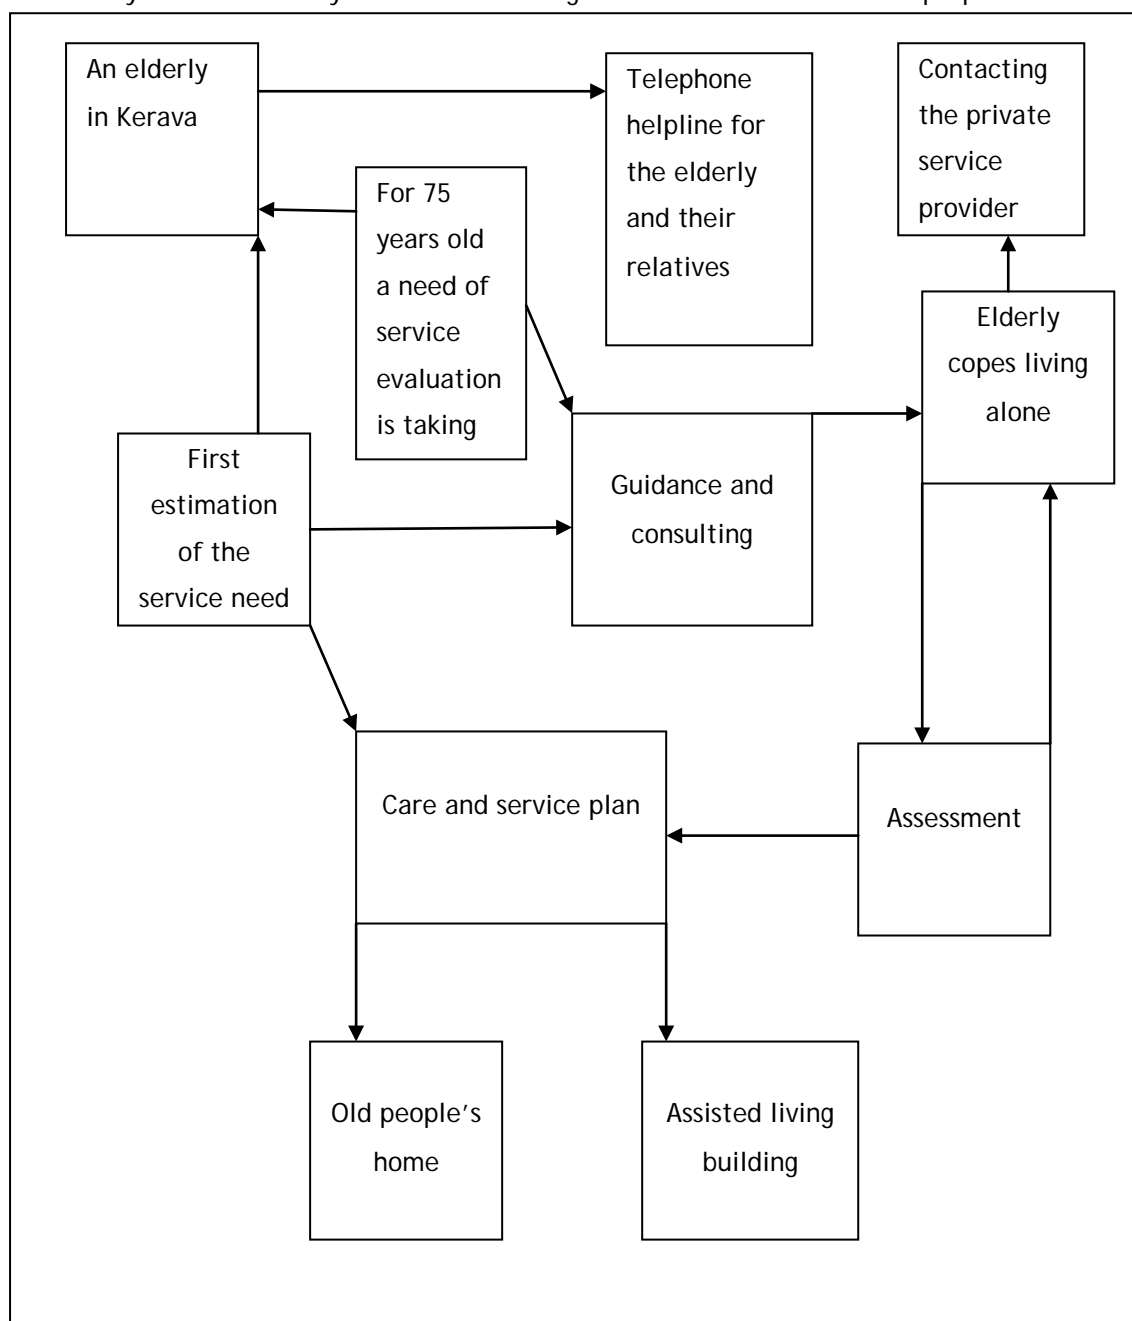 An elderly
in Kerava
Telephone
helpline for
the elderly
and their
relatives
Contacting
the private
service
provider
For 75
years old
a need of
service
evaluation
is taking
Elderly
copes living
alone
First
estimation
of the
service need
Guidance and
consulting
Care and service plan
Assessment
Old people's
home
Assisted living
building